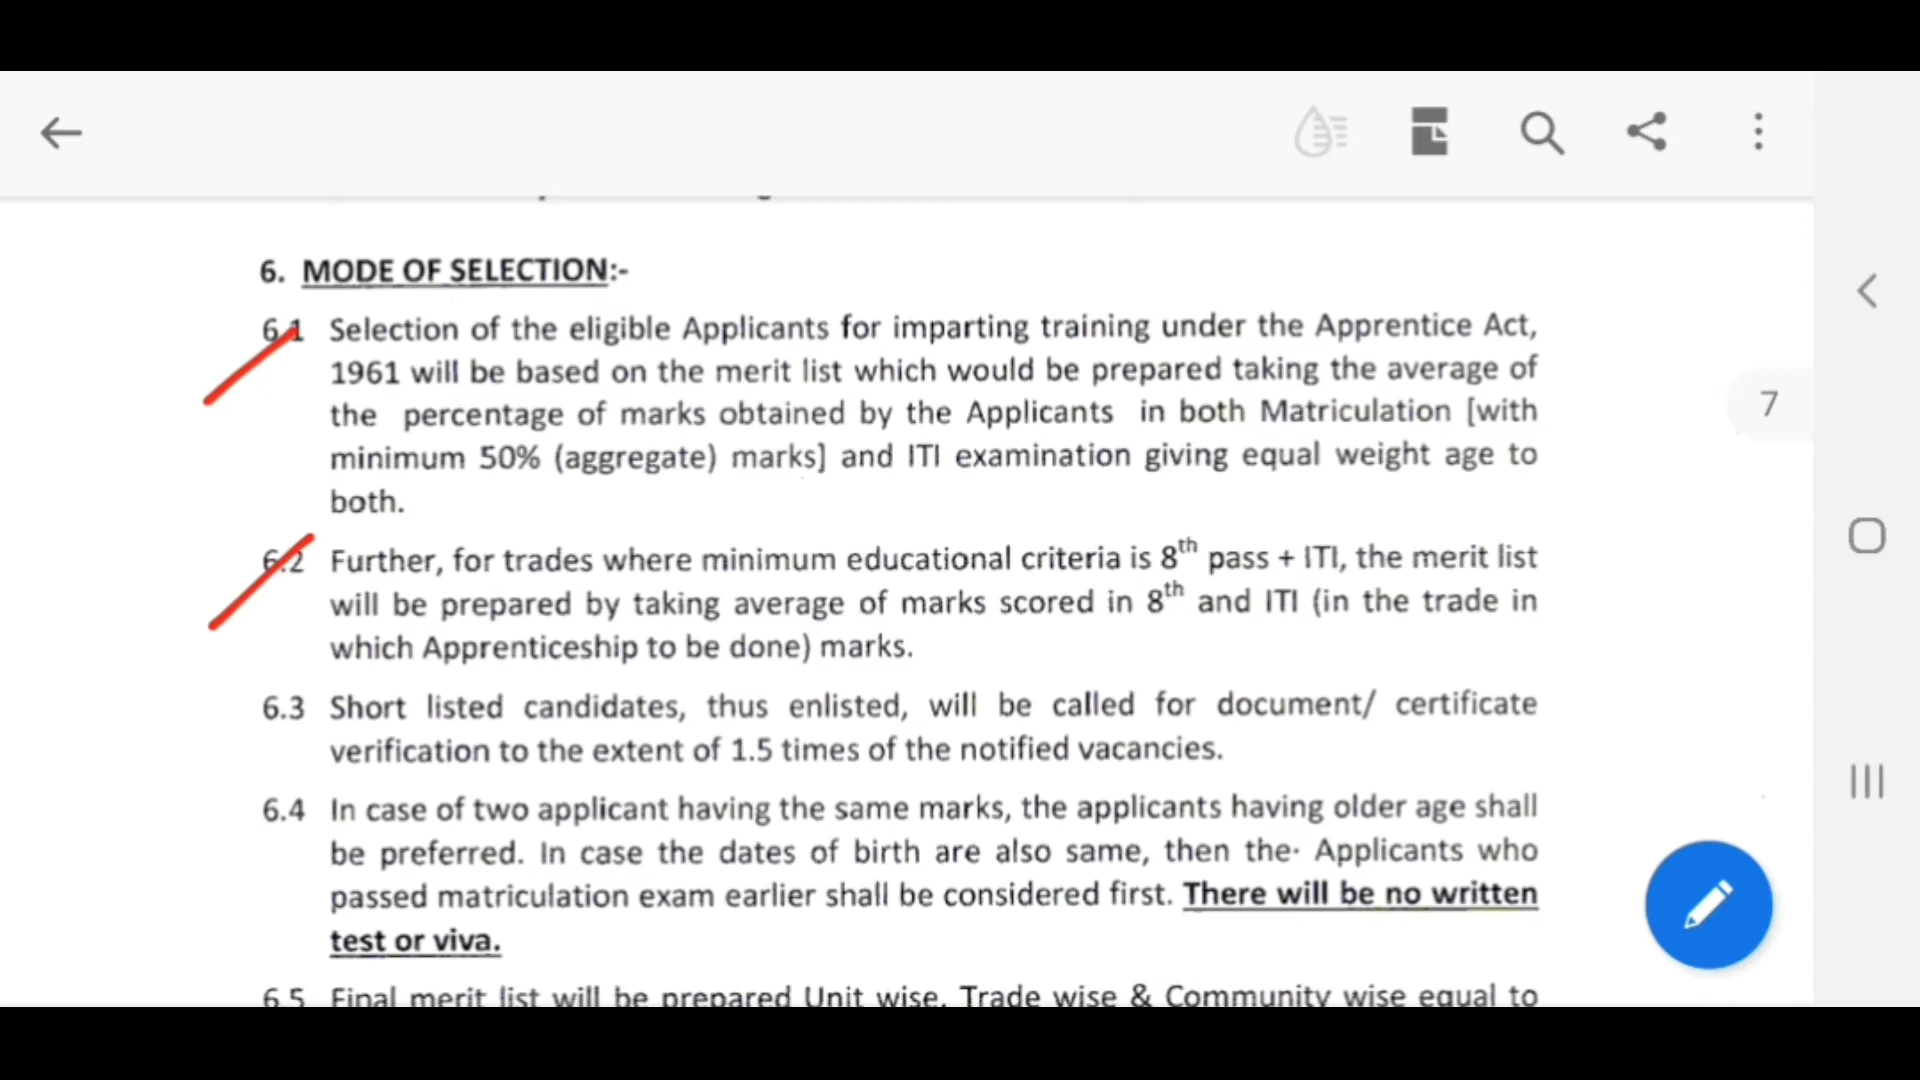 6. MODE OF SELECTION:-
6.1 Selection of the eligible Applicants for imparting training under the Apprentice Act,
1961 will be based on the merit list which would be prepared taking the average of
the percentage of marks obtained by the Applicants in both Matriculation [with
7
minimum 50% (aggregate) marks] and ITI examination giving equal weight age to
both.
6.2 Further, for trades where minimum educational criteria is 8th pass + ITI, the merit list
will be prepared by taking average of marks scored in 8th and ITI (in the trade in
which Apprenticeship to be done) marks.
6.3 Short listed candidates, thus enlisted, will be called for document/ certificate
verification to the extent of 1.5 times of the notified vacancies.
6.4 In case of two applicant having the same marks, the applicants having older age shall
be preferred. In case the dates of birth are also same, then the· Applicants who
passed matriculation exam earlier shall be considered first. There will be no written
test or viva.
6.5 Final merit list will be prepared Unit wise, Trade wise & Community wise equal to